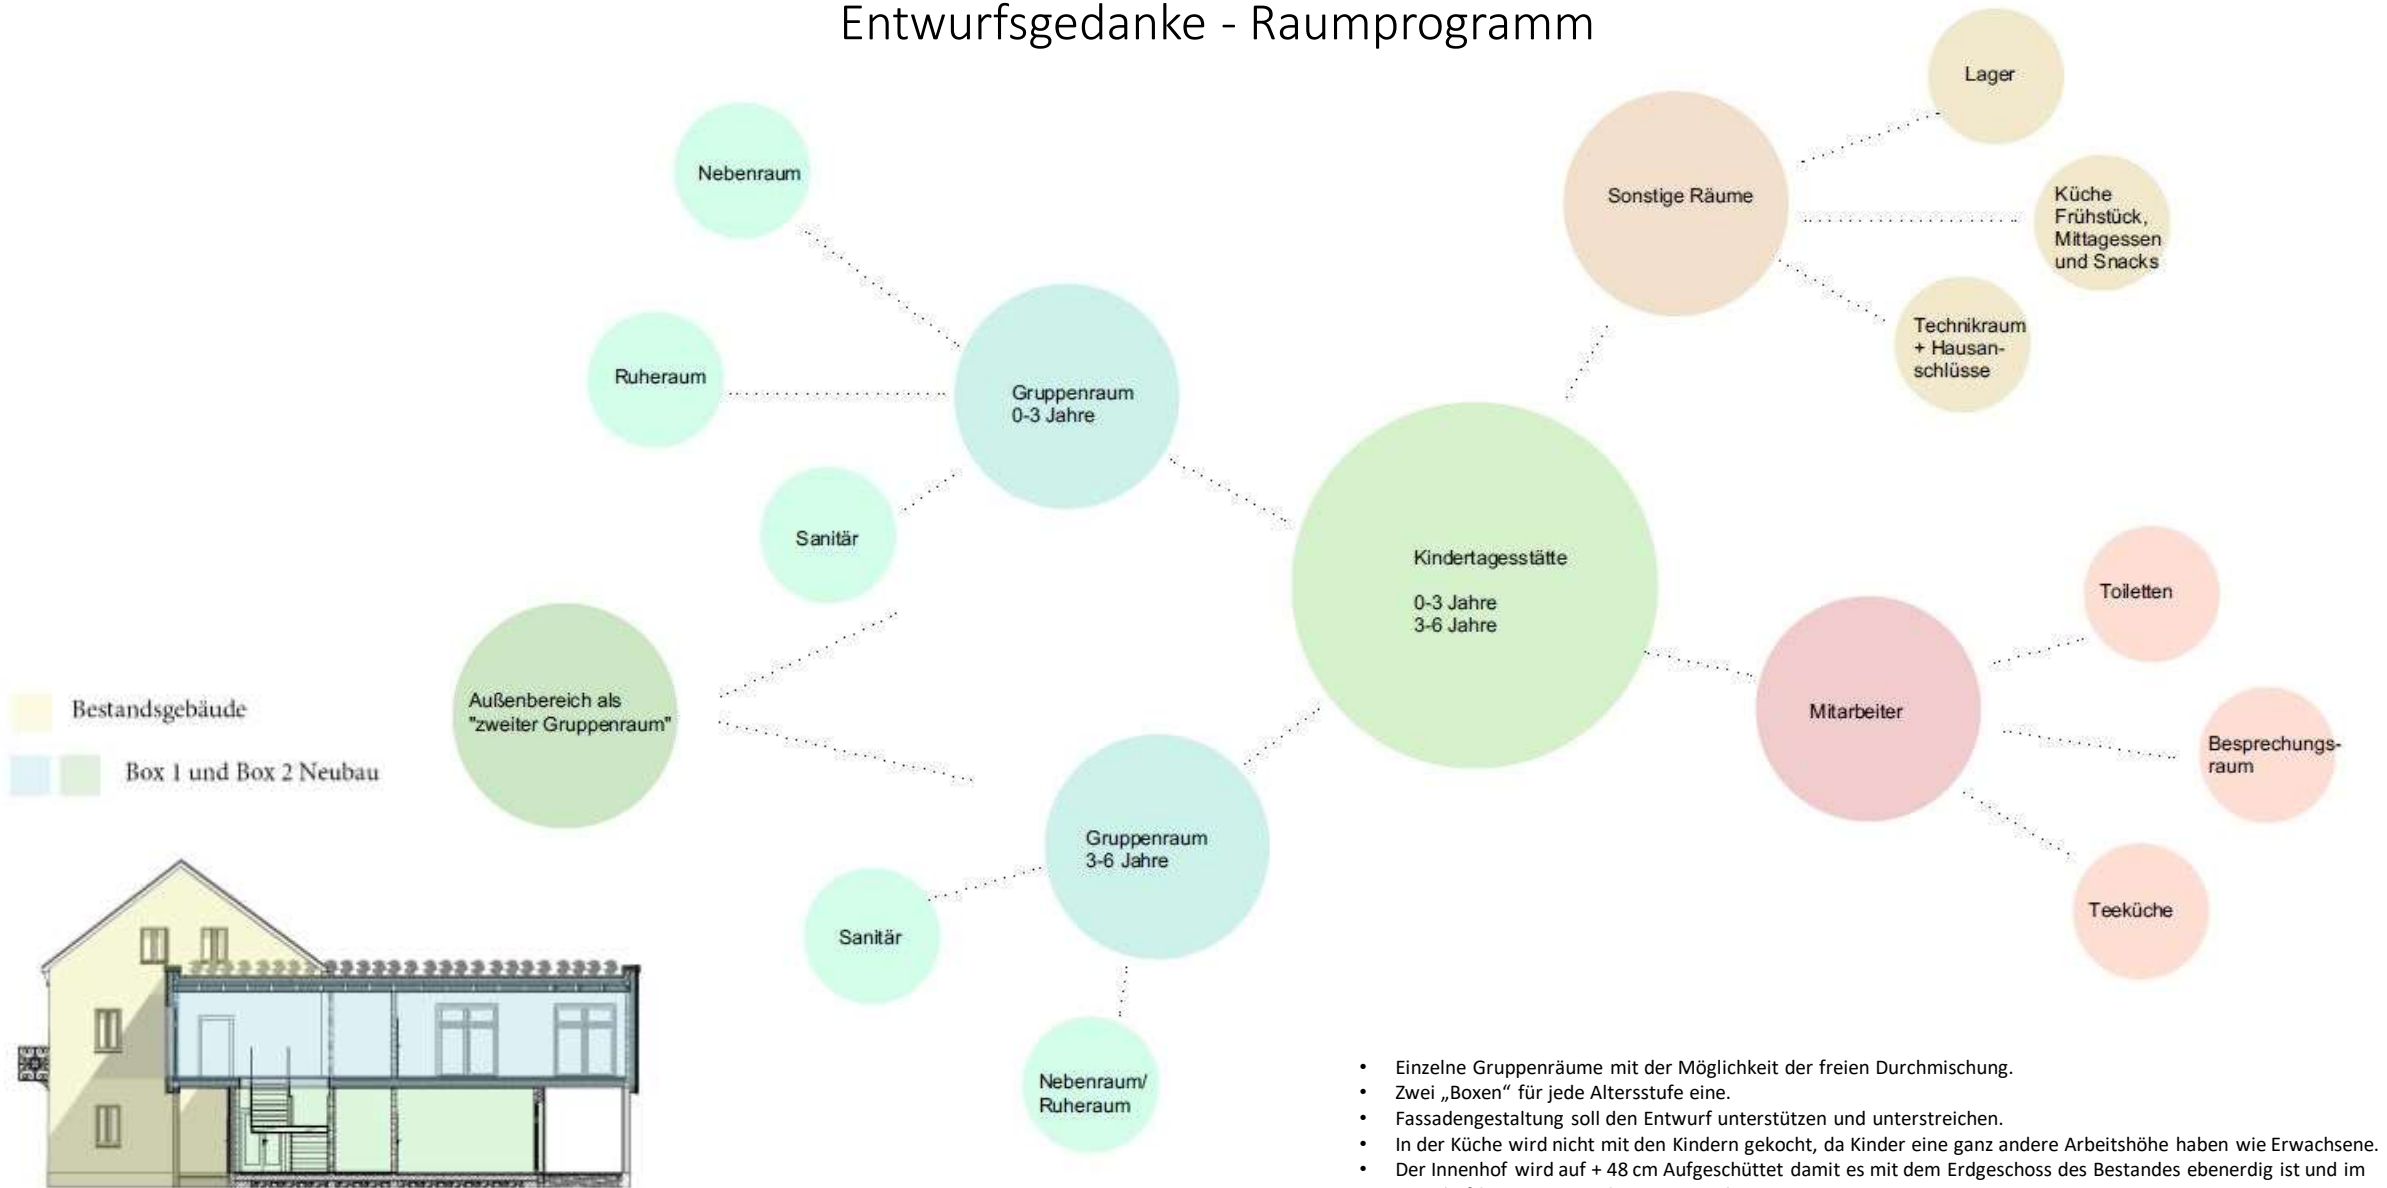 Entwurfsgedanke - Raumprogramm
Lager
Nebenraum
Sonstige Räume
Küche
Frühstück,
Mittagessen
und Snacks
Technikraum
+ Hausan-
schlüsse
Ruheraum
Gruppenraum
0-3 Jahre
Sanitär
Kindertagesstätte
0-3 Jahre
3-6 Jahre
Toiletten
Außenbereich als
"zweiter Gruppenraum"
Mitarbeiter
Besprechungs-
raum
Bestandsgebäude
Box 1 und Box 2 Neubau
Gruppenraum
3-6 Jahre
Sanitär
Teeküche
Nebenraum/
Ruheraum
• Einzelne Gruppenräume mit der Möglichkeit der freien Durchmischung.
• Zwei „Boxen“ für jede Altersstufe eine.
• Fassadengestaltung soll den Entwurf unterstützen und unterstreichen.
• In der Küche wird nicht mit den Kindern gekocht, da Kinder eine ganz andere Arbeitshöhe haben wie Erwachsene.
• Der Innenhof wird auf + 48 cm Aufgeschüttet damit es mit dem Erdgeschoss des Bestandes ebenerdig ist und im